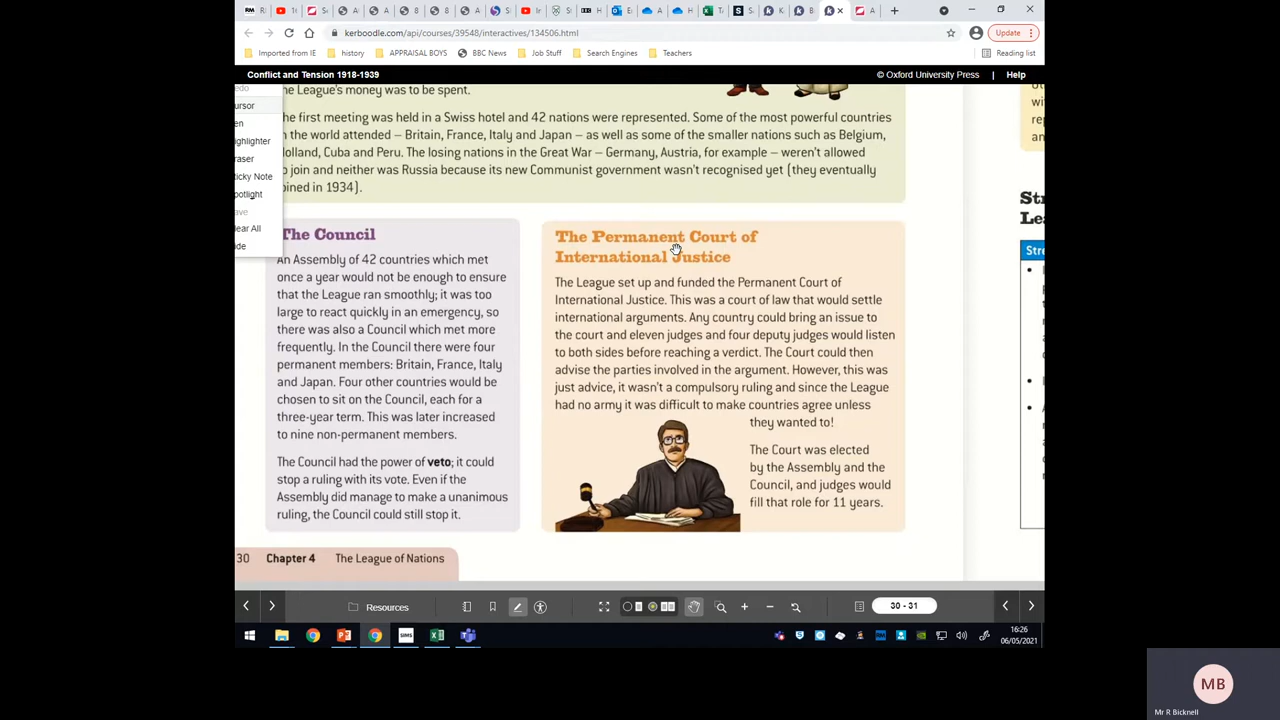 kerboodle.com/api/courses/39548/interactives/134506.html
Update
Imported from IE
history
APPRAISAL BOYS
BBC News
Job Stuff
Search Engines
Teachers
Reading list
Conflict and Tension 1918-1939
© Oxford University Press | Help
edo
ursor
en
ighlighter
raser
ticky Note
potlight
ave
lear All
ide
he League's money was to be spent.
he first meeting was held in a Swiss hotel and 42 nations were represented. Some of the most powerful countries
n the world attended – Britain, France, Italy and Japan – as well as some of the smaller nations such as Belgium,
olland, Cuba and Peru. The losing nations in the Great War – Germany, Austria, for example – weren't allowed
o join and neither was Russia because its new Communist government wasn't recognised yet (they eventually
oined in 1934).
The Council
An Assembly of 42 countries which met
once a year would not be enough to ensure
that the League ran smoothly; it was too
large to react quickly in an emergency, so
there was also a Council which met more
frequently. In the Council there were four
permanent members: Britain, France, Italy
and Japan. Four other countries would be
chosen to sit on the Council, each for a
three-year term. This was later increased
to nine non-permanent members.
The Council had the power of veto; it could
stop a ruling with its vote. Even if the
Assembly did manage to make a unanimous
ruling, the Council could still stop it.
The Permanent Court of
International Justice
The League set up and funded the Permanent Court of
International Justice. This was a court of law that would settle
international arguments. Any country could bring an issue to
the court and eleven judges and four deputy judges would listen
to both sides before reaching a verdict. The Court could then
advise the parties involved in the argument. However, this was
just advice, it wasn't a compulsory ruling and since the League
had no army it was difficult to make countries agree unless
they wanted to!
The Court was elected
by the Assembly and the
Council, and judges would
fill that role for 11 years.
Str
Le
Stre
30 Chapter 4 The League of Nations
Resources
30 - 31
16:26
06/05/2021
MB
Mr R Bicknell